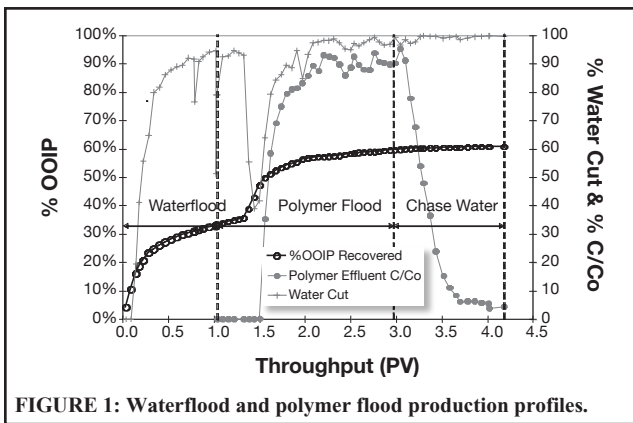 100%
90%
80%
70%
60%
50%
40%
30%
20%
10%
0%
% OOIP
Waterflood
Polymer Flood
Chase Water
%OOIP Recovered
Polymer Effluent C/Co
Water Cut
100
90
80
70
60
50
40
30
20
10
0
% Water Cut & % C/Co
0.0 0.5 1.0 1.5 2.0 2.5 3.0 3.5 4.0 4.5
Throughput (PV)
FIGURE 1: Waterflood and polymer flood production profiles.